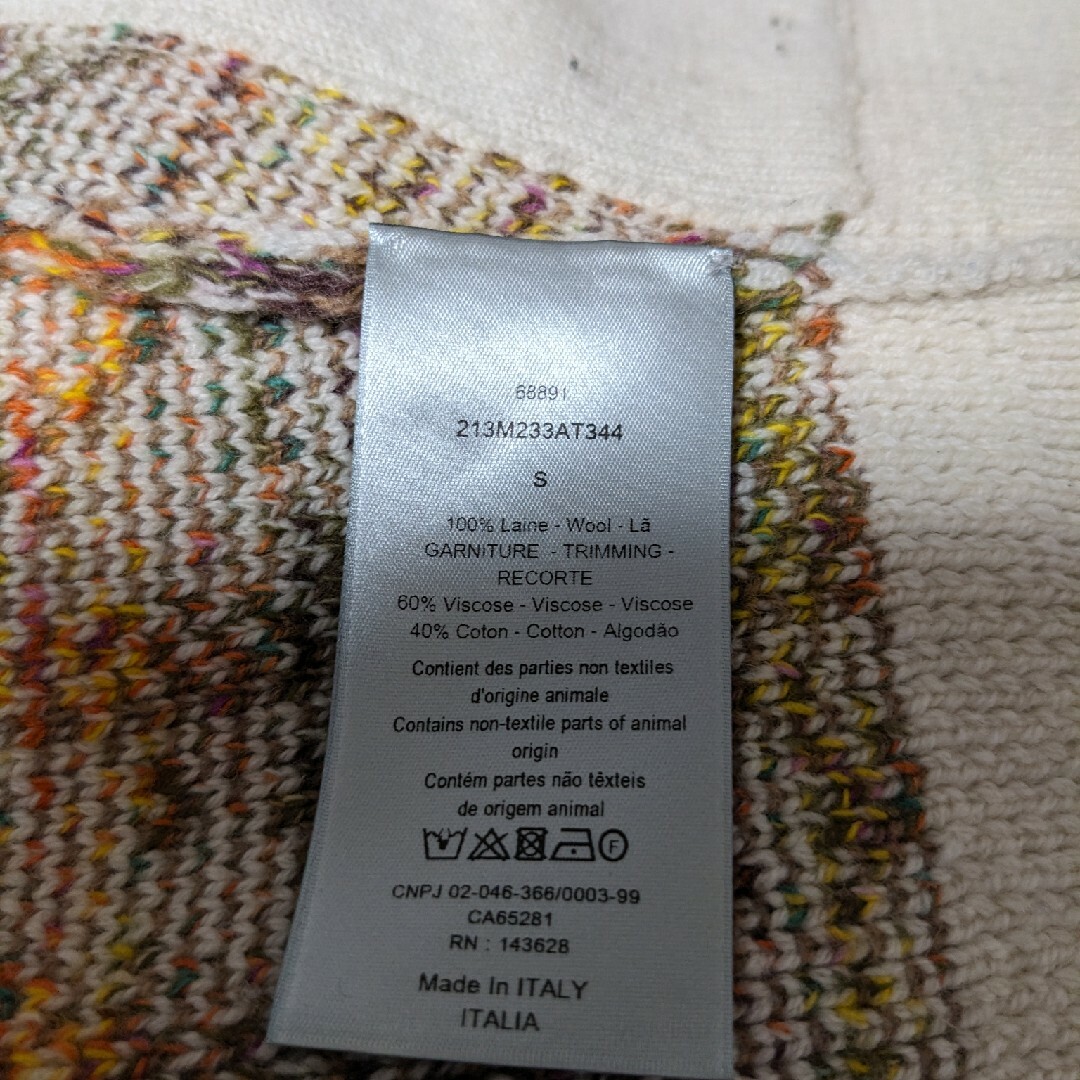 68891
213M233AT344
S
100% Laine - Wool - Lã
GARNITURE - TRIMMING -
RECORTE
60% Viscose - Viscose - Viscose
40% Coton - Cotton - Algodão
Contient des parties non textiles
d'origine animale
Contains non-textile parts of animal
origin
Contém partes não têxteis
de origem animal
F
CNPJ 02-046-366/0003-99
CA65281
RN : 143628
Made In ITALY
ITALIA